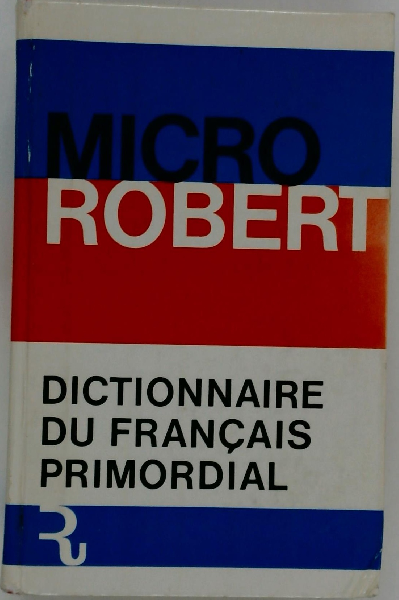 MICRO
ROBERT
DICTIONNAIRE
DU FRANÇAIS
PRIMORDIAL
R